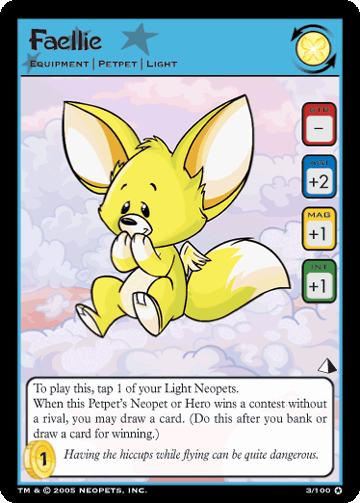 Faellie
EQUIPMENT | PETPET | LIGHT
STR
–
AGI
+2
MAG
+1
INT
+1
To play this, tap 1 of your Light Neopets.
When this Petpet's Neopet or Hero wins a contest without
a rival, you may draw a card. (Do this after you bank or
draw a card for winning.)
1
Having the hiccups while flying can be quite dangerous.
TM & © 2005 NEOPETS, INC.
3/100